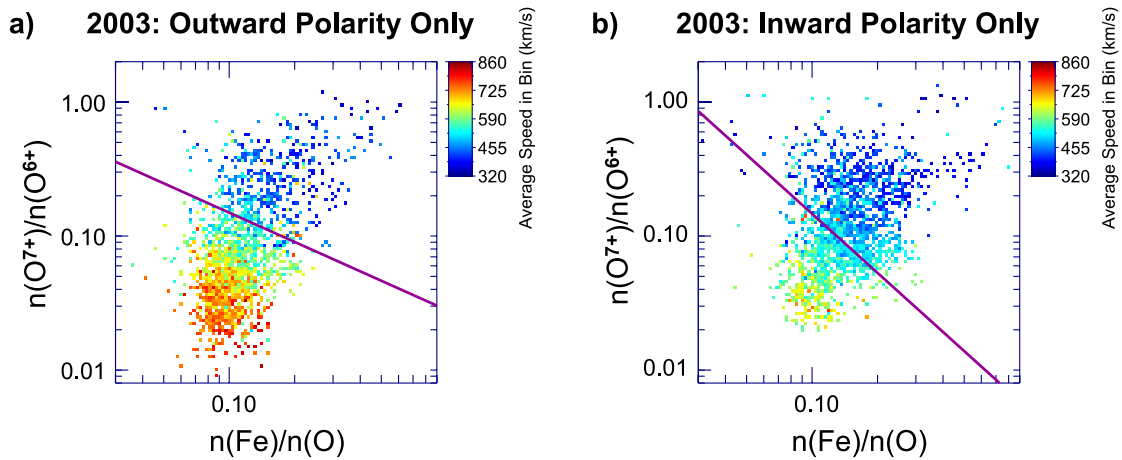 a) 2003: Outward Polarity Only
n(O⁷⁺)/n(O⁶⁺)
1.00
0.10
0.01
0.10
n(Fe)/n(O)
860
725
590
455
320
Average Speed in Bin (km/s)
b) 2003: Inward Polarity Only
n(O⁷⁺)/n(O⁶⁺)
1.00
0.10
0.01
0.10
n(Fe)/n(O)
860
725
590
455
320
Average Speed in Bin (km/s)